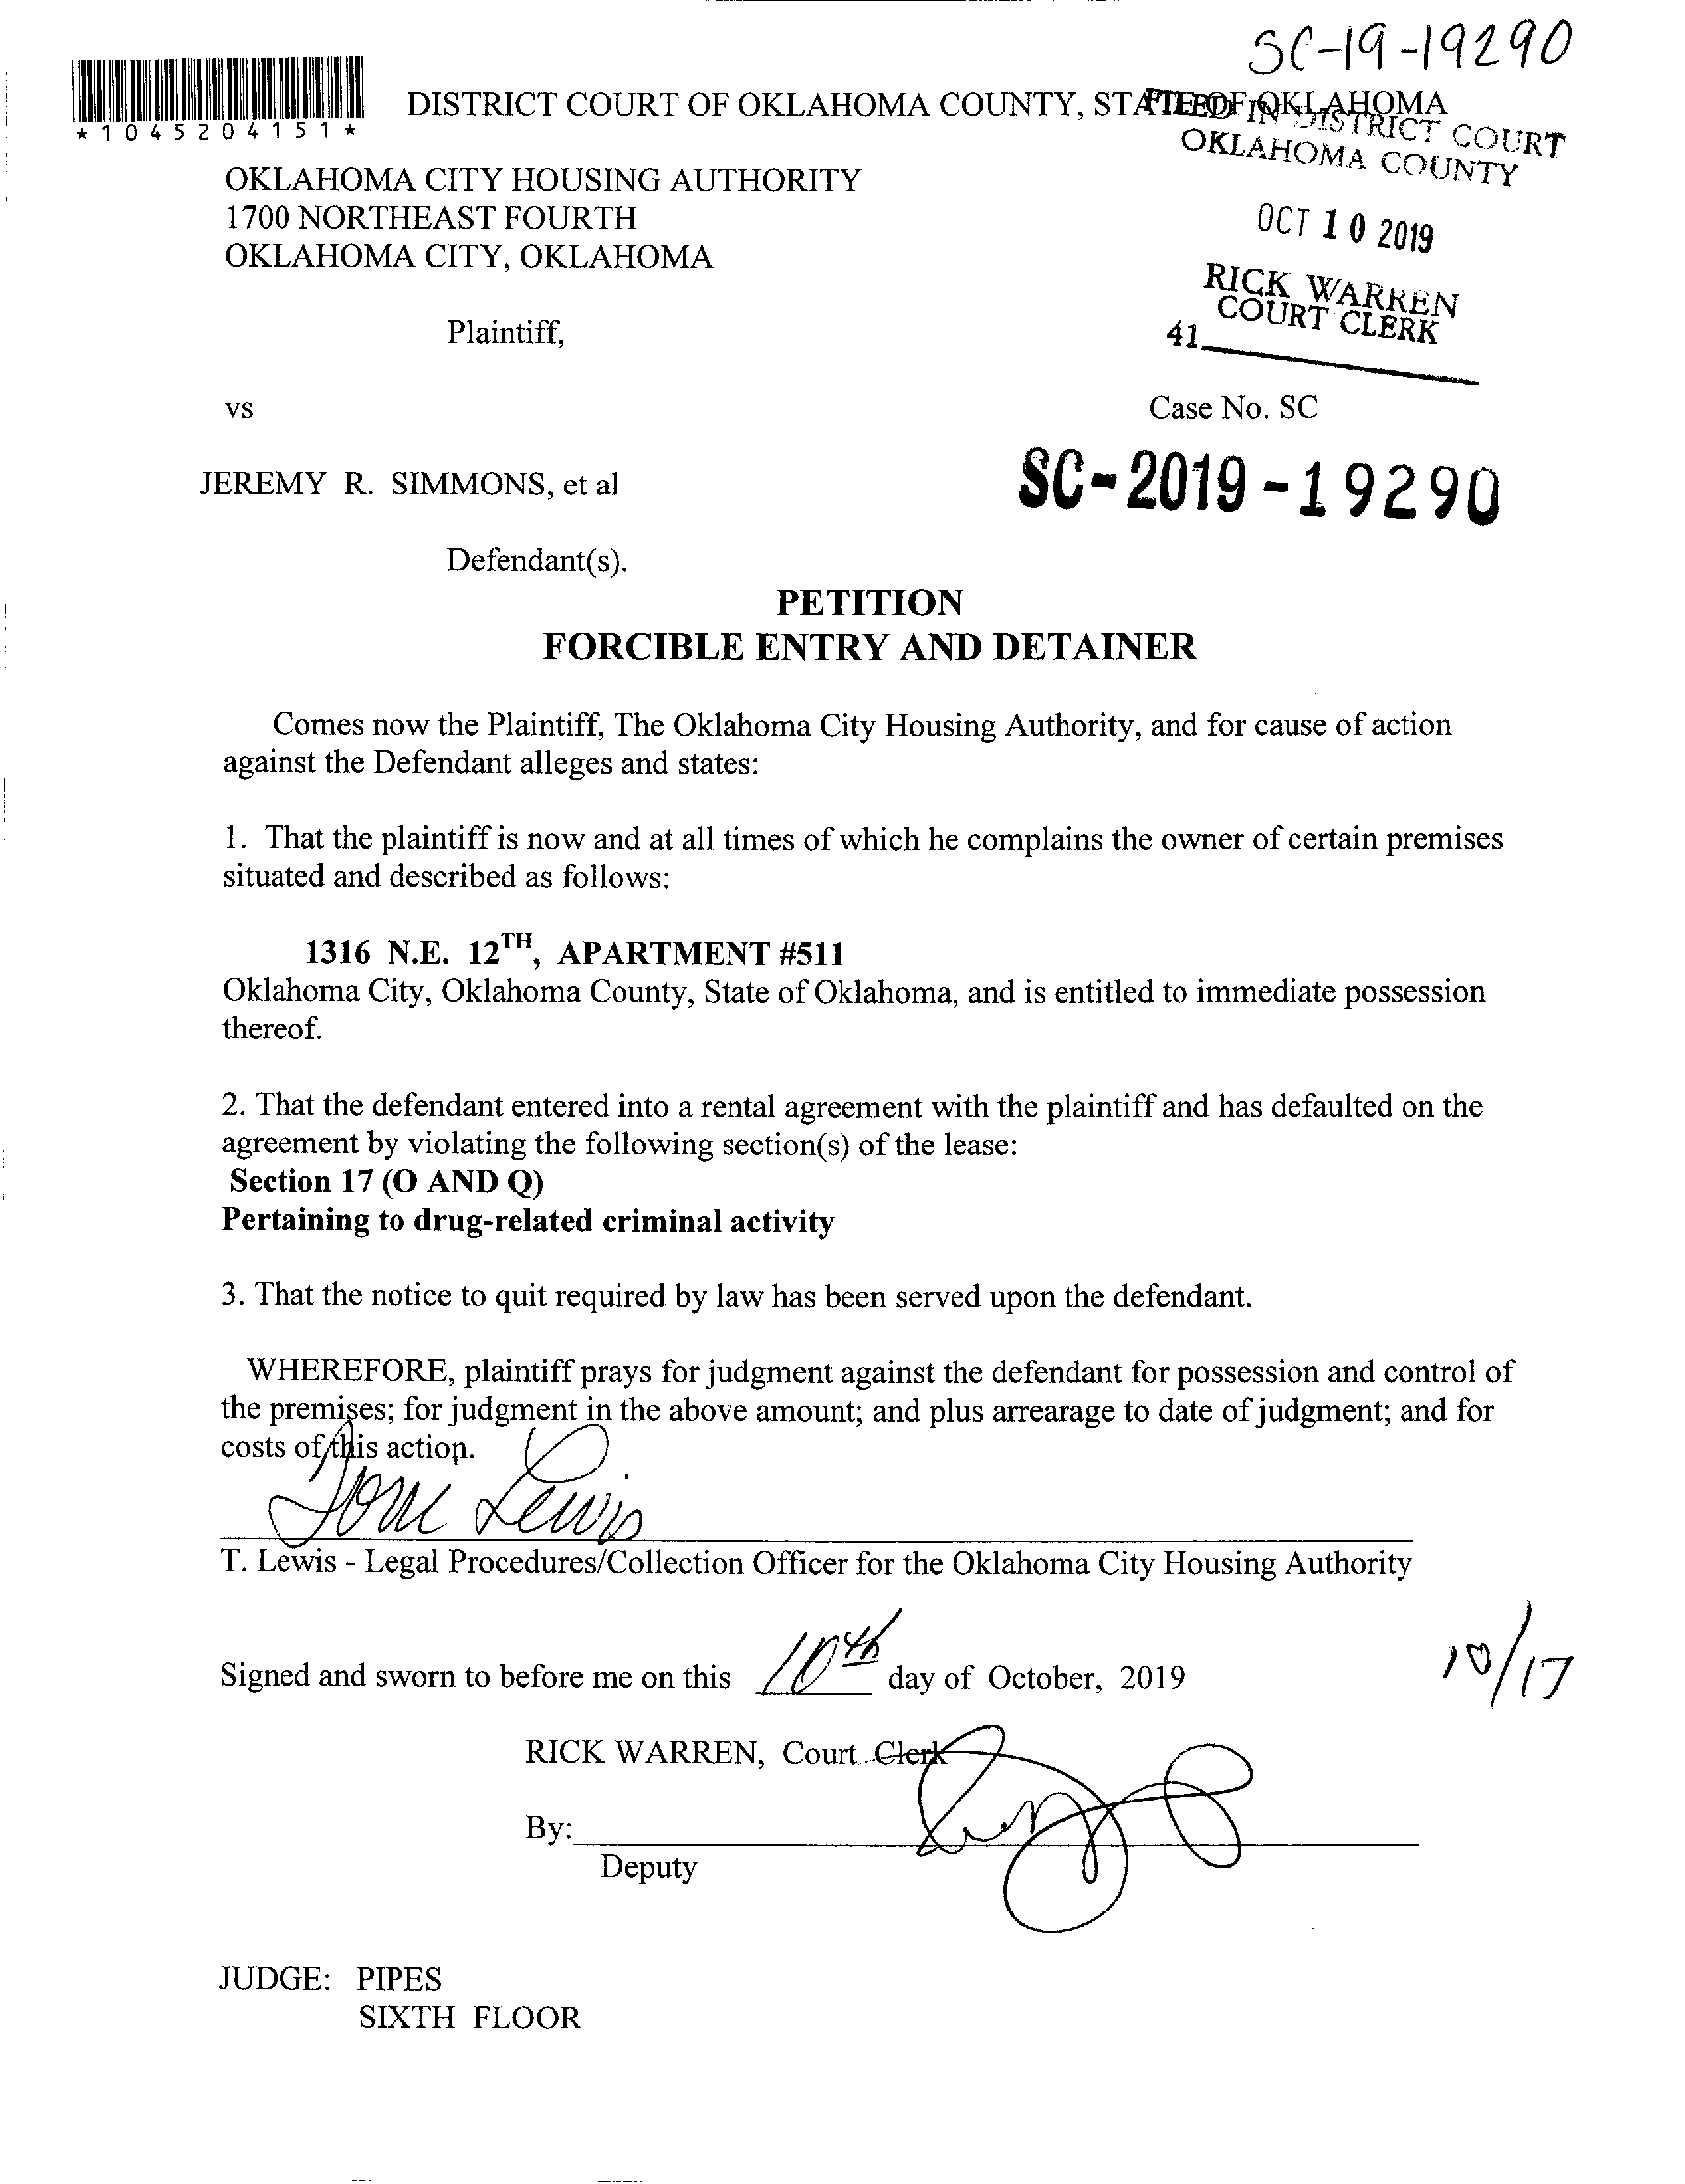 SC-19-19290
*1045204151*
DISTRICT COURT OF OKLAHOMA COUNTY, STATE OF OKLAHOMA
FILED IN DISTRICT COURT
OKLAHOMA COUNTY
OKLAHOMA CITY HOUSING AUTHORITY
1700 NORTHEAST FOURTH
OKLAHOMA CITY, OKLAHOMA
OCT 10 2019
RICK WARREN
COURT CLERK
41
Plaintiff,
vs
Case No. SC
JEREMY R. SIMMONS, et al
SC-2019-19290
Defendant(s).
PETITION
FORCIBLE ENTRY AND DETAINER
Comes now the Plaintiff, The Oklahoma City Housing Authority, and for cause of action
against the Defendant alleges and states:
1. That the plaintiff is now and at all times of which he complains the owner of certain premises
situated and described as follows:
1316 N.E. 12TH, APARTMENT #511
Oklahoma City, Oklahoma County, State of Oklahoma, and is entitled to immediate possession
thereof.
2. That the defendant entered into a rental agreement with the plaintiff and has defaulted on the
agreement by violating the following section(s) of the lease:
Section 17 (O AND Q)
Pertaining to drug-related criminal activity
3. That the notice to quit required by law has been served upon the defendant.
WHEREFORE, plaintiff prays for judgment against the defendant for possession and control of
the premises; for judgment in the above amount; and plus arrearage to date of judgment; and for
costs of this action.
Lewis
T. Lewis - Legal Procedures/Collection Officer for the Oklahoma City Housing Authority
Signed and sworn to before me on this 10th day of October, 2019
10/17
RICK WARREN, Court Clerk
By:
Deputy
JUDGE: PIPES
SIXTH FLOOR